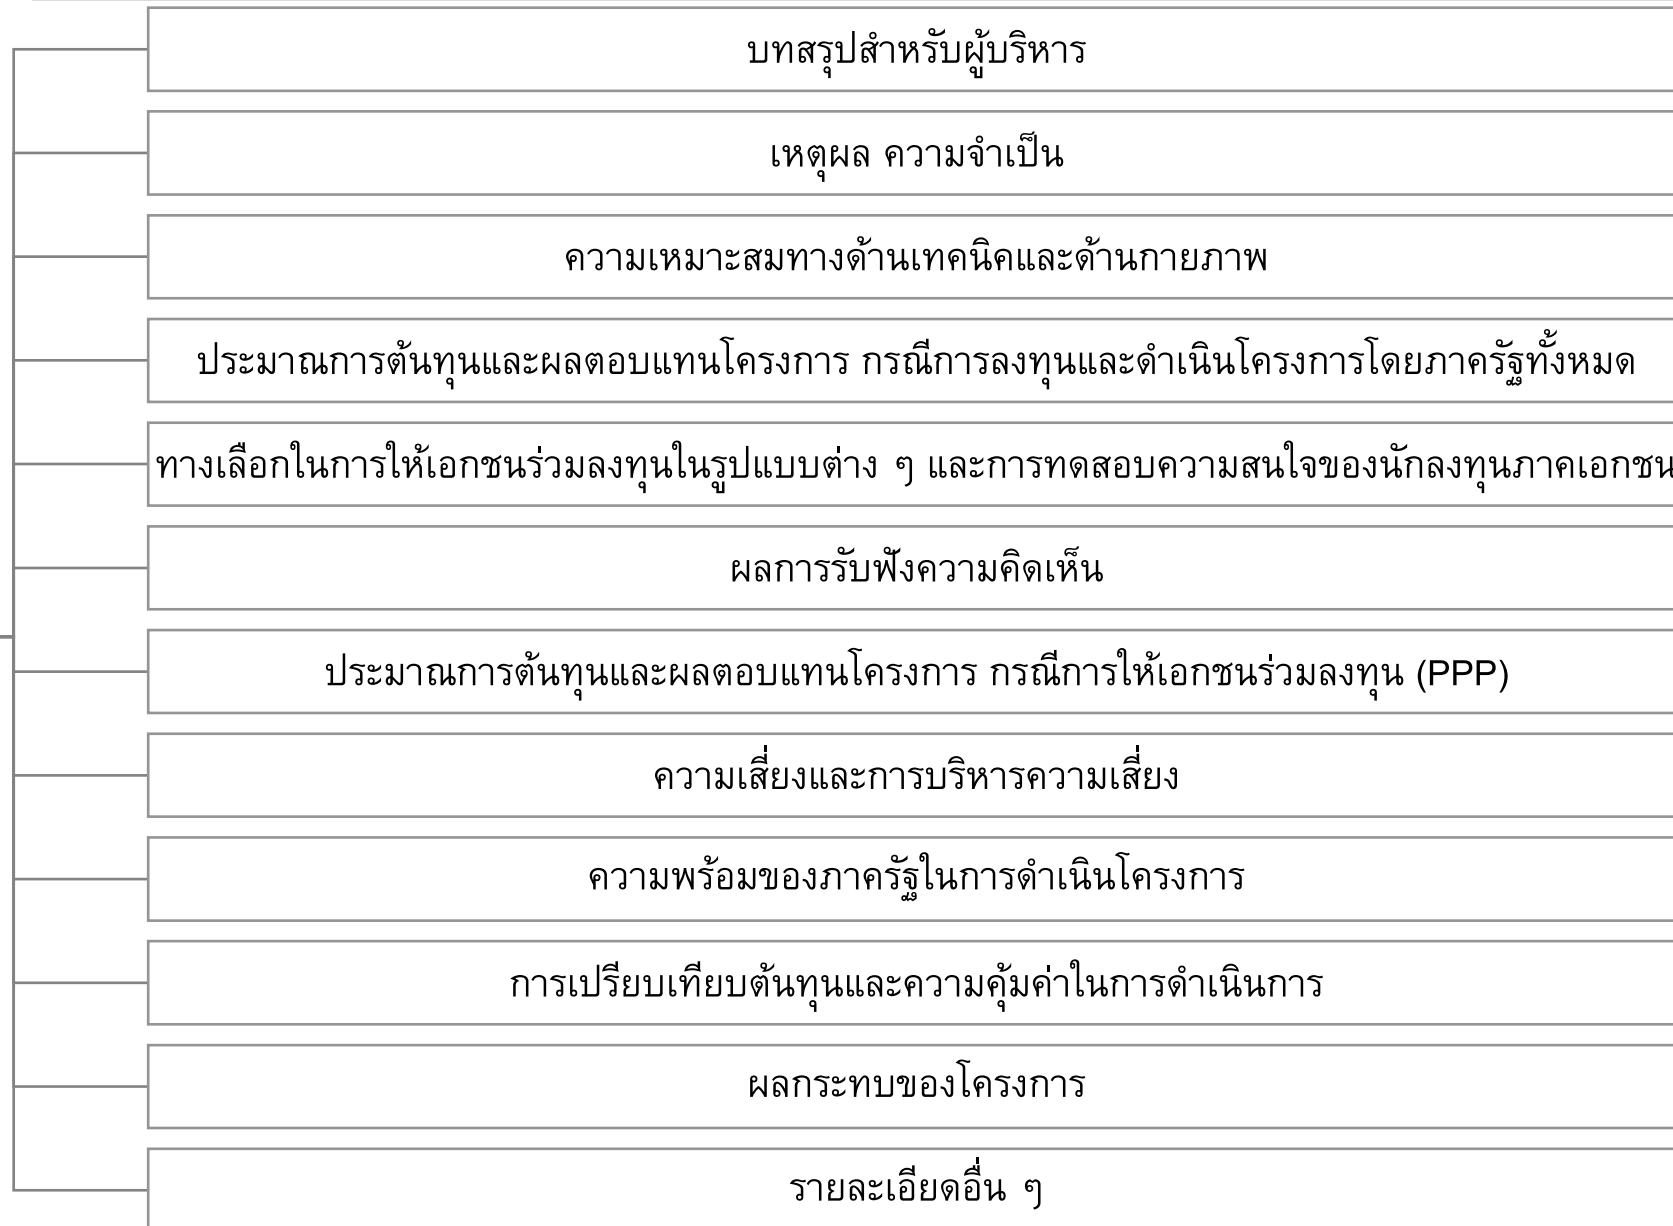 บทสรุปสำหรับผู้บริหาร
เหตุผล ความจำเป็น
ความเหมาะสมทางด้านเทคนิคและด้านกายภาพ
ประมาณการต้นทุนและผลตอบแทนโครงการ กรณีการลงทุนและดำเนินโครงการโดยภาครัฐทั้งหมด
ทางเลือกในการให้เอกชนร่วมลงทุนในรูปแบบต่าง ๆ และการทดสอบความสนใจของนักลงทุนภาคเอกชน
ผลการรับฟังความคิดเห็น
ประมาณการต้นทุนและผลตอบแทนโครงการ กรณีการให้เอกชนร่วมลงทุน (PPP)
ความเสี่ยงและการบริหารความเสี่ยง
ความพร้อมของภาครัฐในการดำเนินโครงการ
การเปรียบเทียบต้นทุนและความคุ้มค่าในการดำเนินการ
ผลกระทบของโครงการ
รายละเอียดอื่น ๆ